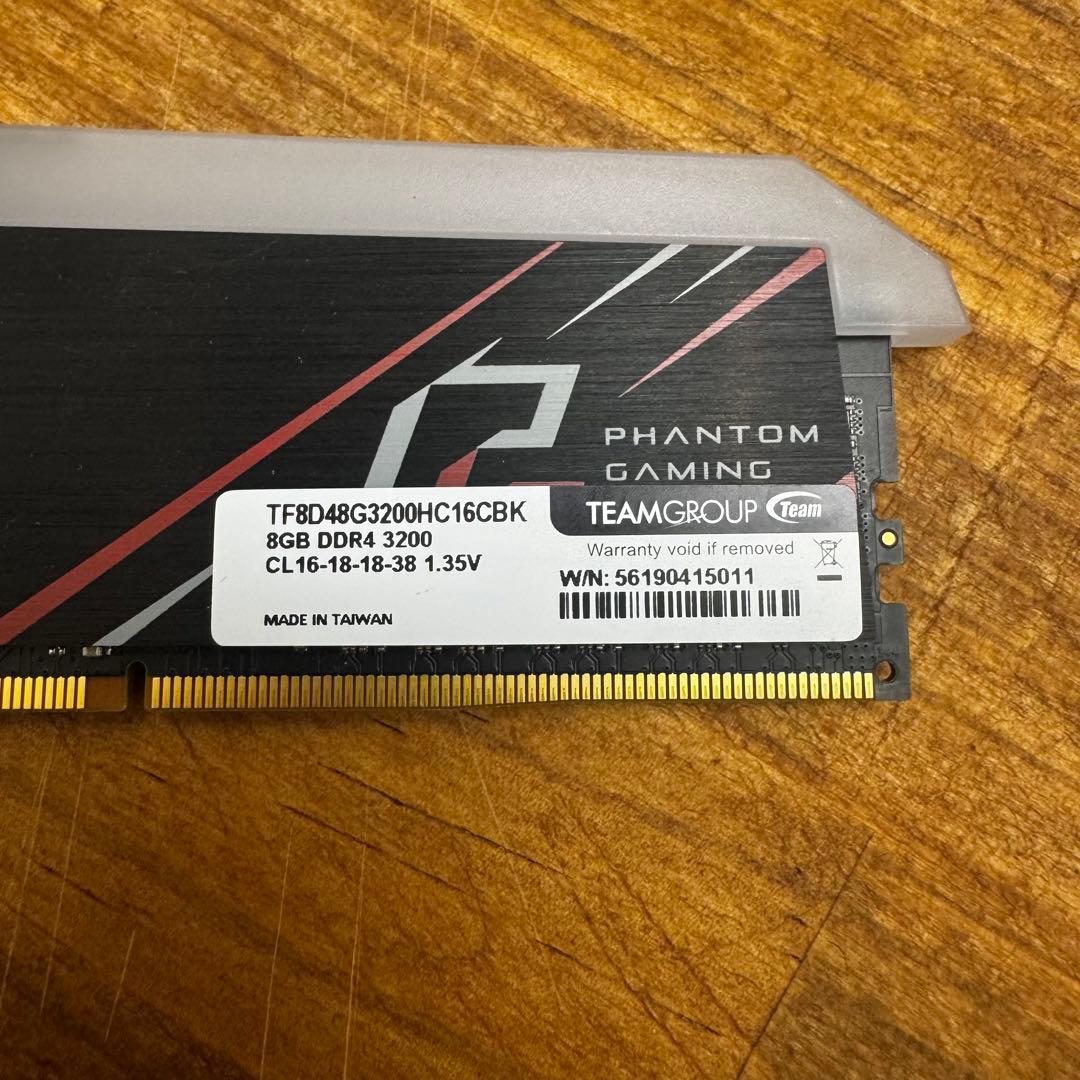 PHANTOM
GAMING
TF8D48G3200HC16CBK
8GB DDR4 3200
CL16-18-18-38 1.35V
MADE IN TAIWAN
TEAMGROUP Team
Warranty void if removed
W/N: 56190415011